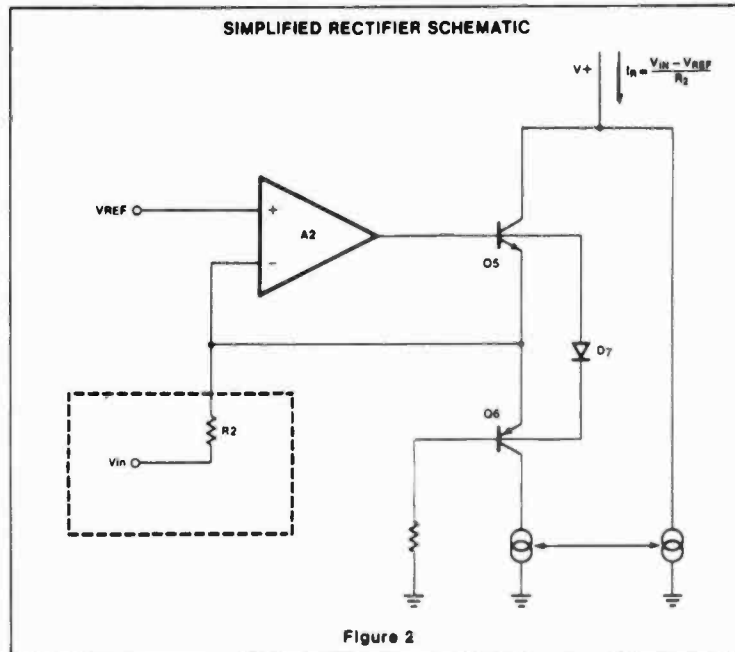 SIMPLIFIED RECTIFIER SCHEMATIC
V+ IR = VIN − VREF
R2
VREF
+
A2
−
Q5
D7
Q6
R2
Vin
Figure 2